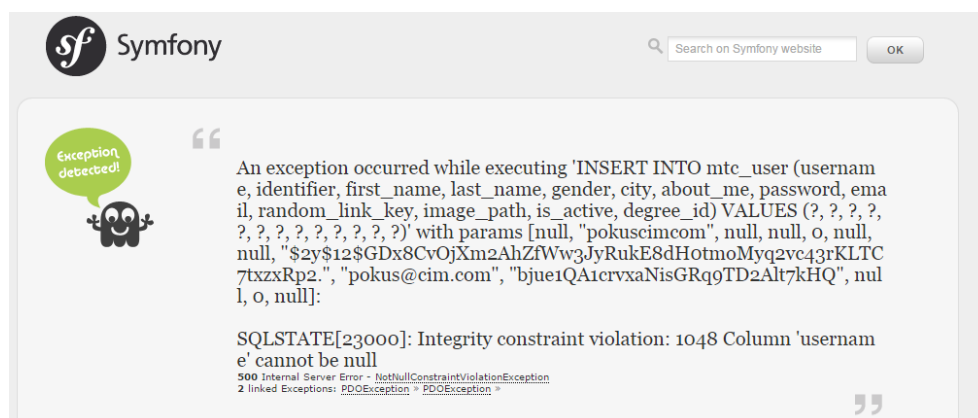 sf Symfony
Search on Symfony website OK
Exception
detected!
“
An exception occurred while executing 'INSERT INTO mtc_user (usernam
e, identifier, first_name, last_name, gender, city, about_me, password, ema
il, random_link_key, image_path, is_active, degree_id) VALUES (?, ?, ?, ?,
?, ?, ?, ?, ?, ?, ?, ?, ?)' with params [null, "pokuscimcom", null, null, 0, null,
null, "$2y$12$GDx8CvOjXm2AhZfWw3JyRukE8dH0tmoMyq2vc43rKLTC
7txzxRp2.", "pokus@cim.com", "bjue1QA1crvxaNisGRq9TD2Alt7kHQ", nul
l, 0, null]:
SQLSTATE[23000]: Integrity constraint violation: 1048 Column 'usernam
e' cannot be null
500 Internal Server Error - NotNullConstraintViolationException
2 linked Exceptions: PDOException » PDOException »
”